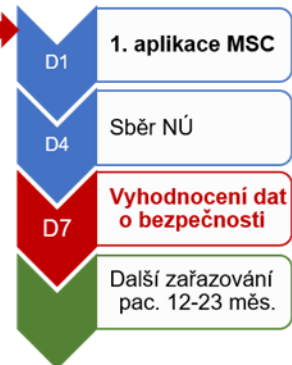 D1
1. aplikace MSC
D4
Sběr NÚ
D7
Vyhodnocení dat
o bezpečnosti
Další zařazování
pac. 12-23 měs.